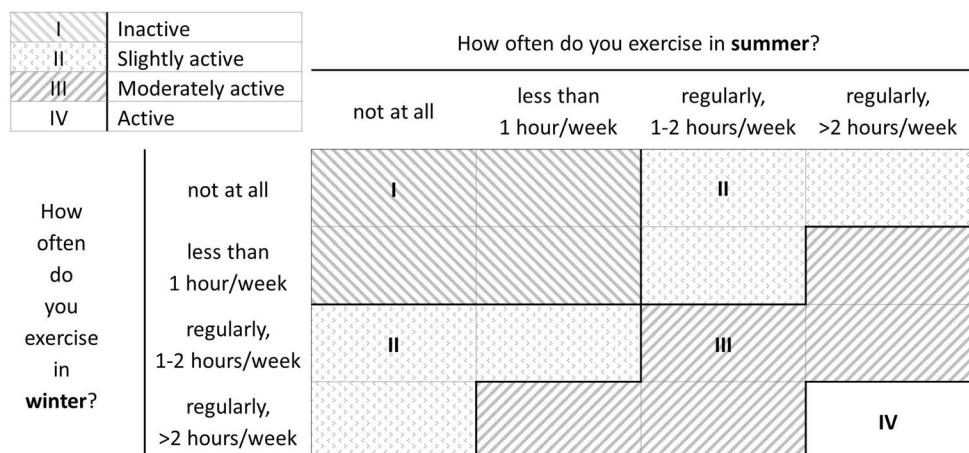 I Inactive
II Slightly active
III Moderately active
IV Active
How often do you exercise in summer?
not at all
less than
1 hour/week
regularly,
1-2 hours/week
regularly,
>2 hours/week
How
often
do
you
exercise
in
winter?
not at all
less than
1 hour/week
regularly,
1-2 hours/week
regularly,
>2 hours/week
I II
II III
IV